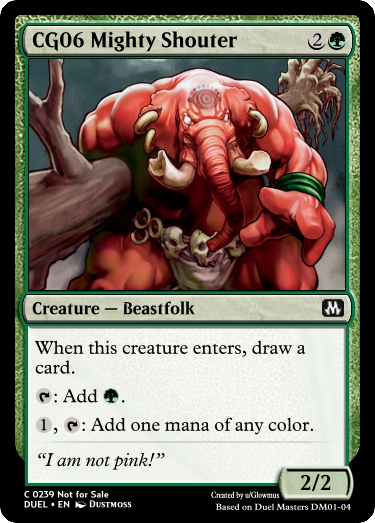 CG06 Mighty Shouter 2
Creature — Beastfolk
When this creature enters, draw a
card.
: Add .
1, : Add one mana of any color.
“I am not pink!”
2/2
C 0239 Not for Sale
DUEL • EN Dustmoss
Created by u/Glowmus
Based on Duel Masters DM01-04